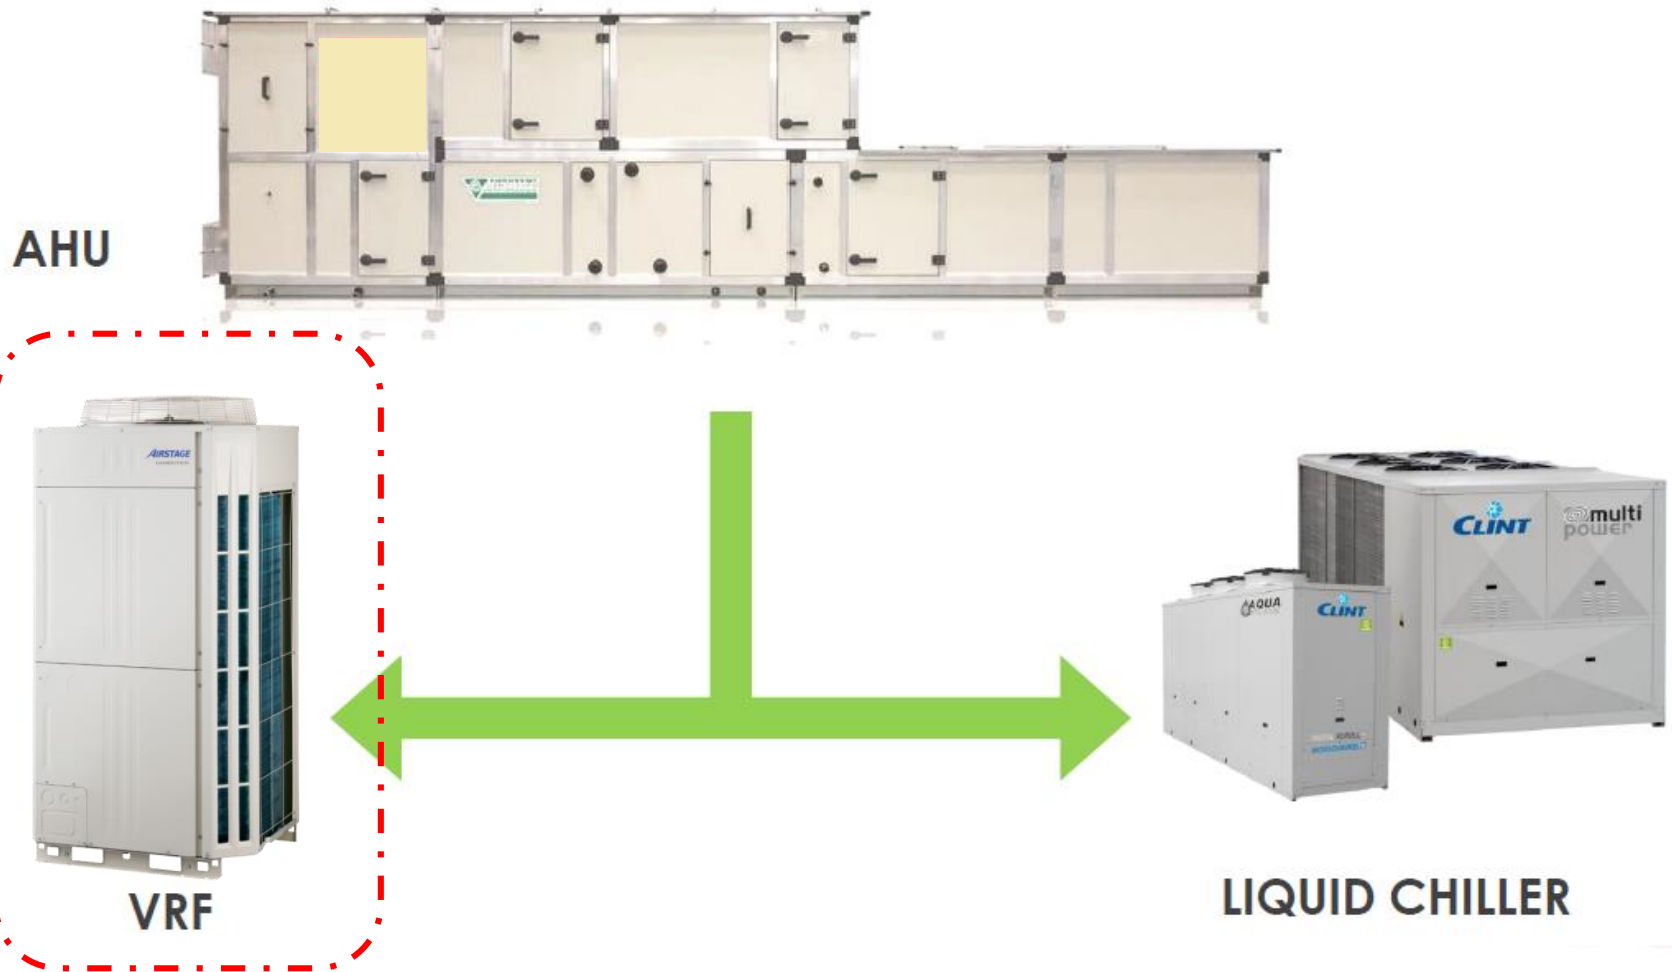 AHU
AIRSTAGE
VRF
CLINT
multi
power
AQUA
CLINT
LIQUID CHILLER